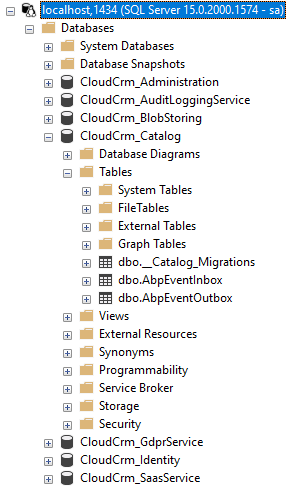 localhost,1434 (SQL Server 15.0.2000.1574 - sa)
Databases
System Databases
Database Snapshots
CloudCrm_Administration
CloudCrm_AuditLoggingService
CloudCrm_BlobStoring
CloudCrm_Catalog
Database Diagrams
Tables
System Tables
FileTables
External Tables
Graph Tables
dbo.__Catalog_Migrations
dbo.AbpEventInbox
dbo.AbpEventOutbox
Views
External Resources
Synonyms
Programmability
Service Broker
Storage
Security
CloudCrm_GdprService
CloudCrm_Identity
CloudCrm_SaasService